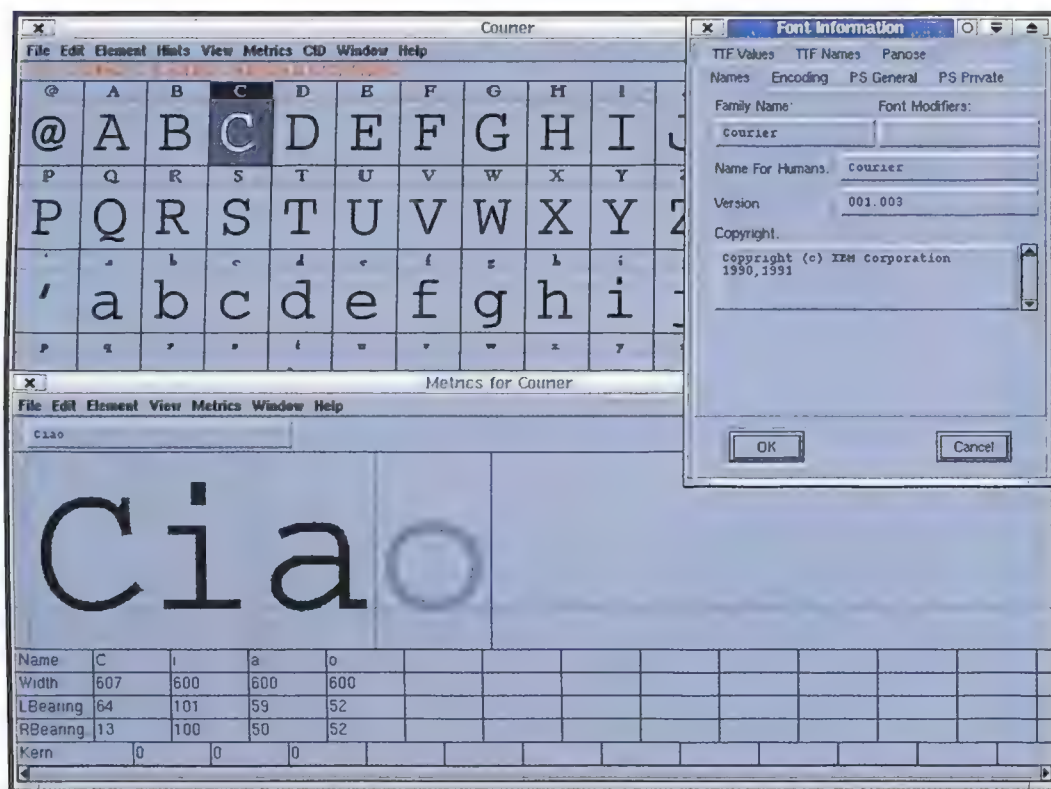 Courier
File Edit Element Hints View Metrics CID Window Help
@ A B C D E F G H I
@ A B C D E F G H I J
P Q R S T U V W X Y
P Q R S T U V W X Y Z
a b c d e f g h i
a b c d e f g h i j
p q r s t u v w x y
Font Information
TTF Values TTF Names Panose
Names Encoding PS General PS Private
Family Name: Font Modifiers:
Courier
Name For Humans: Courier
Version 001.003
Copyright:
Copyright (c) IBM Corporation
1990,1991
OK Cancel
Metrics for Courier
File Edit Element View Metrics Window Help
Ciao
Ciao
Name C i a o
Width 607 600 600 600
LBearing 64 101 59 52
RBearing 13 100 50 52
Kern 0 0 0